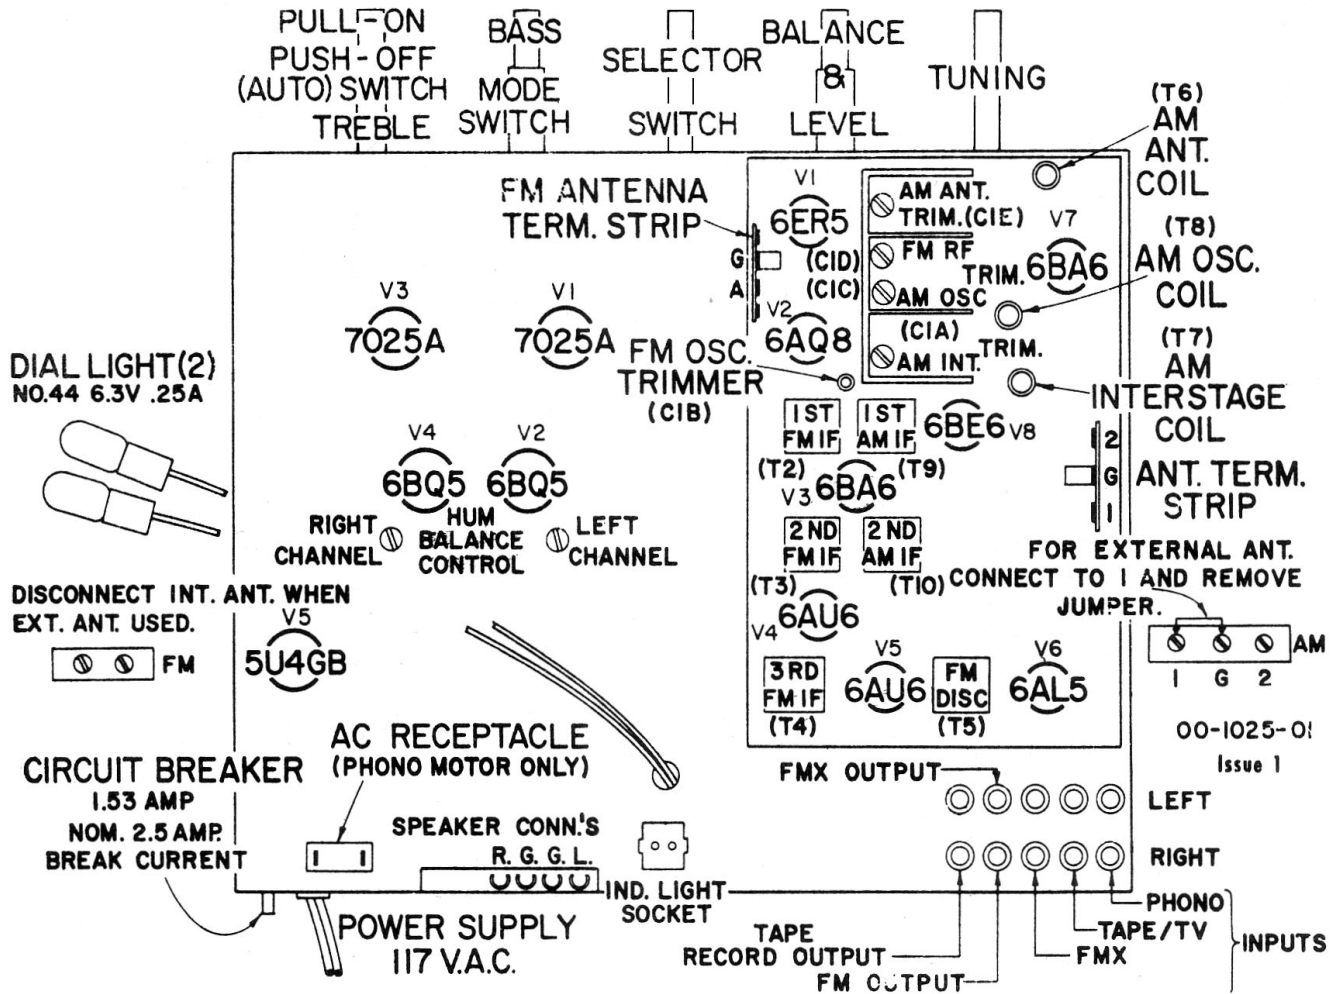 PULL-ON
PUSH-OFF
(AUTO) SWITCH
TREBLE
BASS
MODE
SWITCH
SELECTOR
SWITCH
BALANCE
&
LEVEL
TUNING
(T6)
AM
ANT.
COIL
FM ANTENNA
TERM. STRIP
G
A
V1
6ER5
AM ANT.
TRIM.(C1E)
(C1D)
FM RF
TRIM.
(C1C)
AM OSC
(C1A)
AM INT.
TRIM.
V7
6BA6
(T8)
AM OSC.
COIL
V3
7025A
V1
7025A
V2
6AQ8
FM OSC.
TRIMMER
(C1B)
(T7)
AM
INTERSTAGE
COIL
DIAL LIGHT(2)
NO.44 6.3V .25A
1ST
FM IF
(T2)
1ST
AM IF
(T9)
6BE6
V8
V4
6BQ5
V2
6BQ5
V3
6BA6
2
G
1
ANT. TERM.
STRIP
RIGHT
CHANNEL
HUM
BALANCE
CONTROL
LEFT
CHANNEL
2ND
FM IF
(T3)
2ND
AM IF
(T10)
FOR EXTERNAL ANT.
CONNECT TO 1 AND REMOVE
JUMPER.
DISCONNECT INT. ANT. WHEN
EXT. ANT. USED.
FM
V5
5U4GB
V4
6AU6
AM
1 G 2
3RD
FM IF
(T4)
V5
6AU6
FM
DISC
(T5)
V6
6AL5
00-1025-01
Issue 1
AC RECEPTACLE
(PHONO MOTOR ONLY)
CIRCUIT BREAKER
1.53 AMP
NOM. 2.5 AMP.
BREAK CURRENT
FMX OUTPUT
LEFT
RIGHT
SPEAKER CONN.'S
R. G. G. L.
IND. LIGHT
SOCKET
POWER SUPPLY
117 V.A.C.
TAPE
RECORD OUTPUT
FM OUTPUT
PHONO
TAPE/TV
FMX
INPUTS